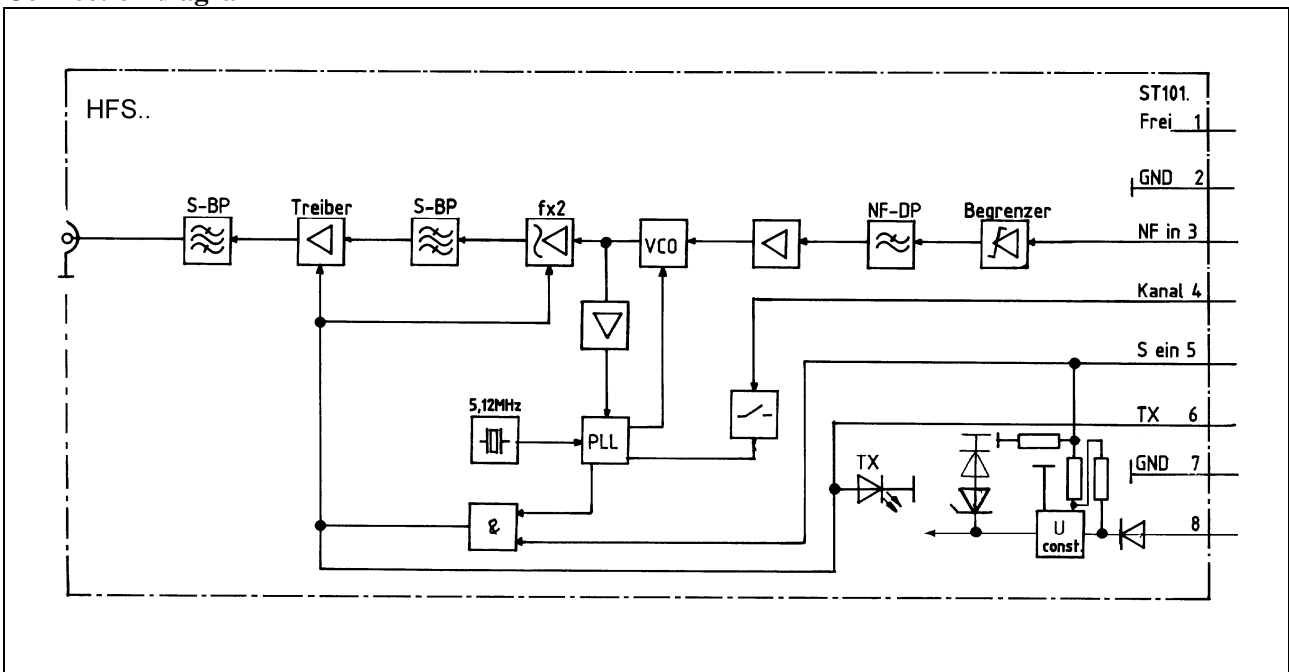 HFS..
ST101.
Frei 1
GND 2
S-BP
Treiber
S-BP
fx2
VCO
NF-DP
Begrenzer
NF in 3
Kanal 4
S ein 5
5,12MHz
PLL
TX 6
TX
GND 7
&
U
const.
8